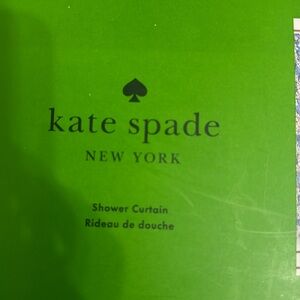 kate spade
NEW YORK
Shower Curtain
Rideau de douche